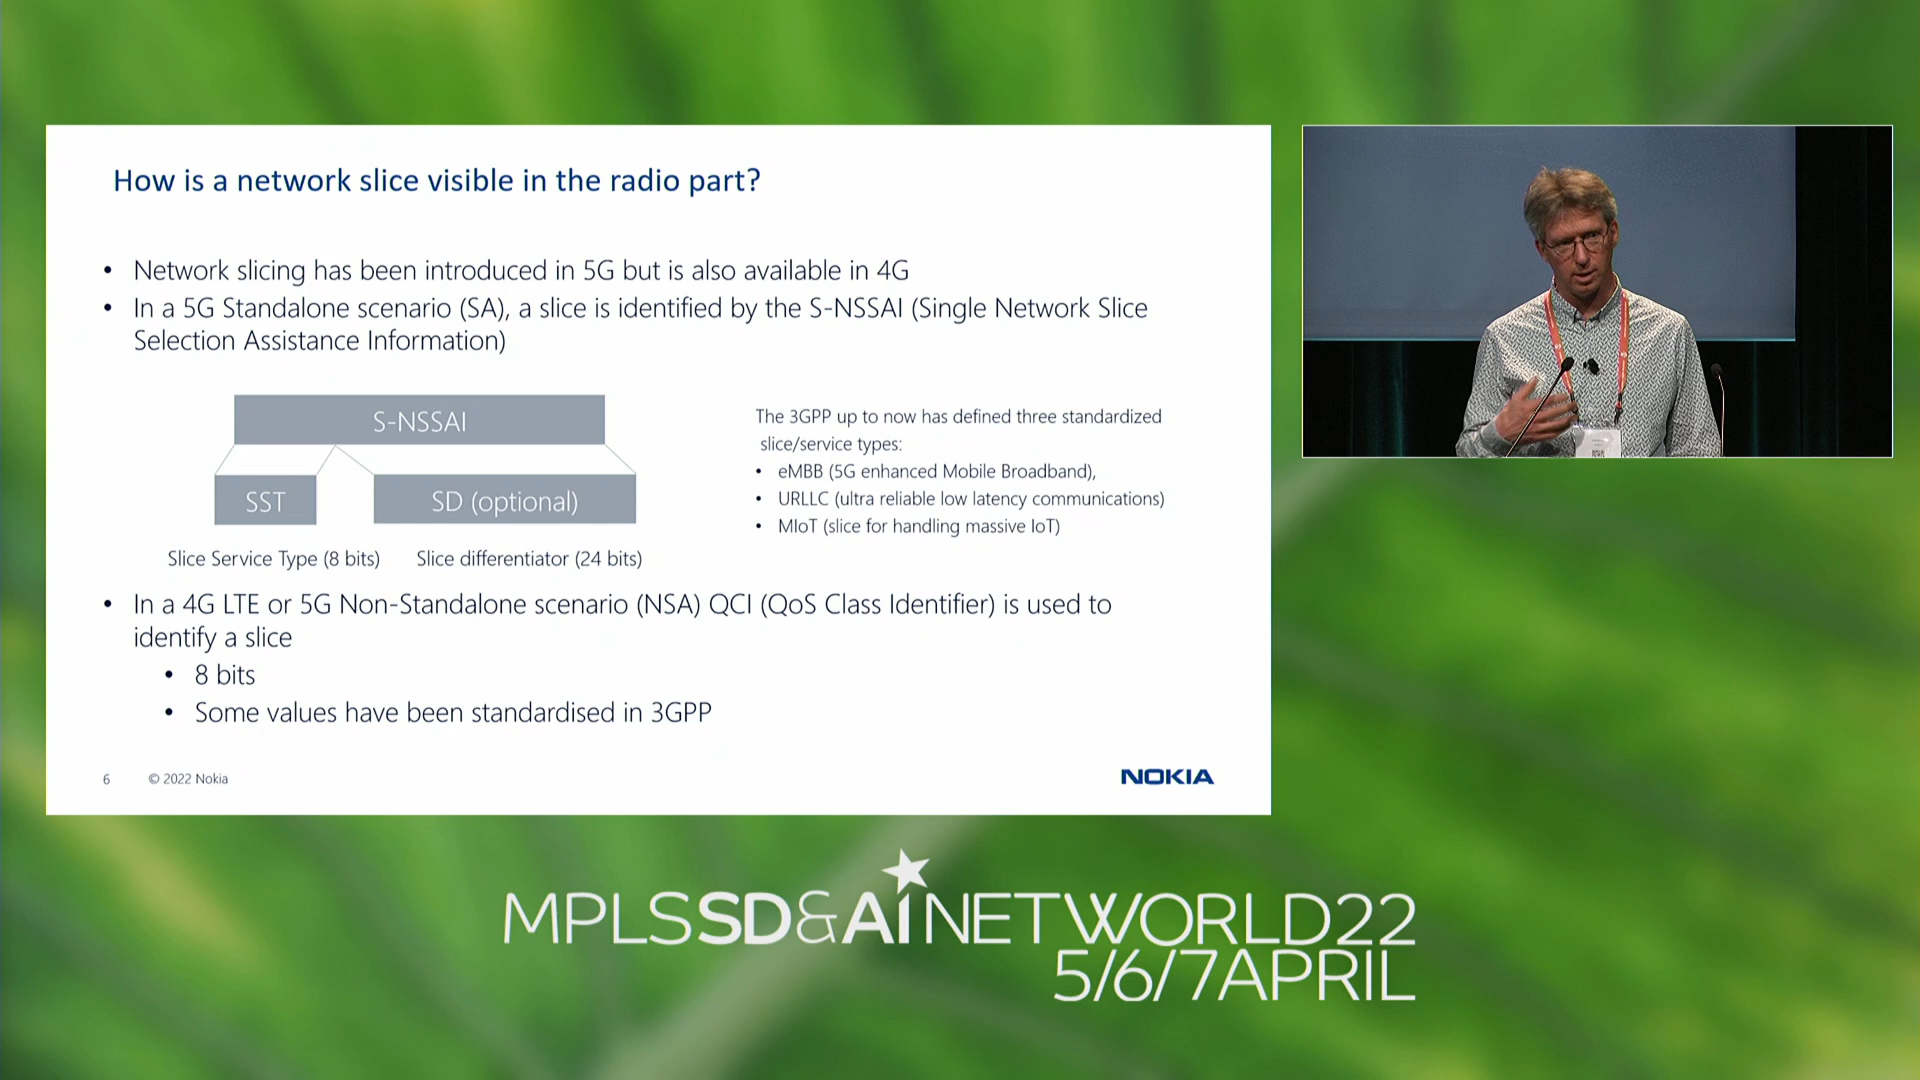 How is a network slice visible in the radio part?
• Network slicing has been introduced in 5G but is also available in 4G
• In a 5G Standalone scenario (SA), a slice is identified by the S-NSSAI (Single Network Slice
Selection Assistance Information)
S-NSSAI
SST
SD (optional)
Slice Service Type (8 bits)
Slice differentiator (24 bits)
The 3GPP up to now has defined three standardized
slice/service types:
• eMBB (5G enhanced Mobile Broadband),
• URLLC (ultra reliable low latency communications)
• MIoT (slice for handling massive IoT)
• In a 4G LTE or 5G Non-Standalone scenario (NSA) QCI (QoS Class Identifier) is used to
identify a slice
• 8 bits
• Some values have been standardised in 3GPP
6
© 2022 Nokia
NOKIA
MPLSSD&AINETWORLD22
5/6/7APRIL